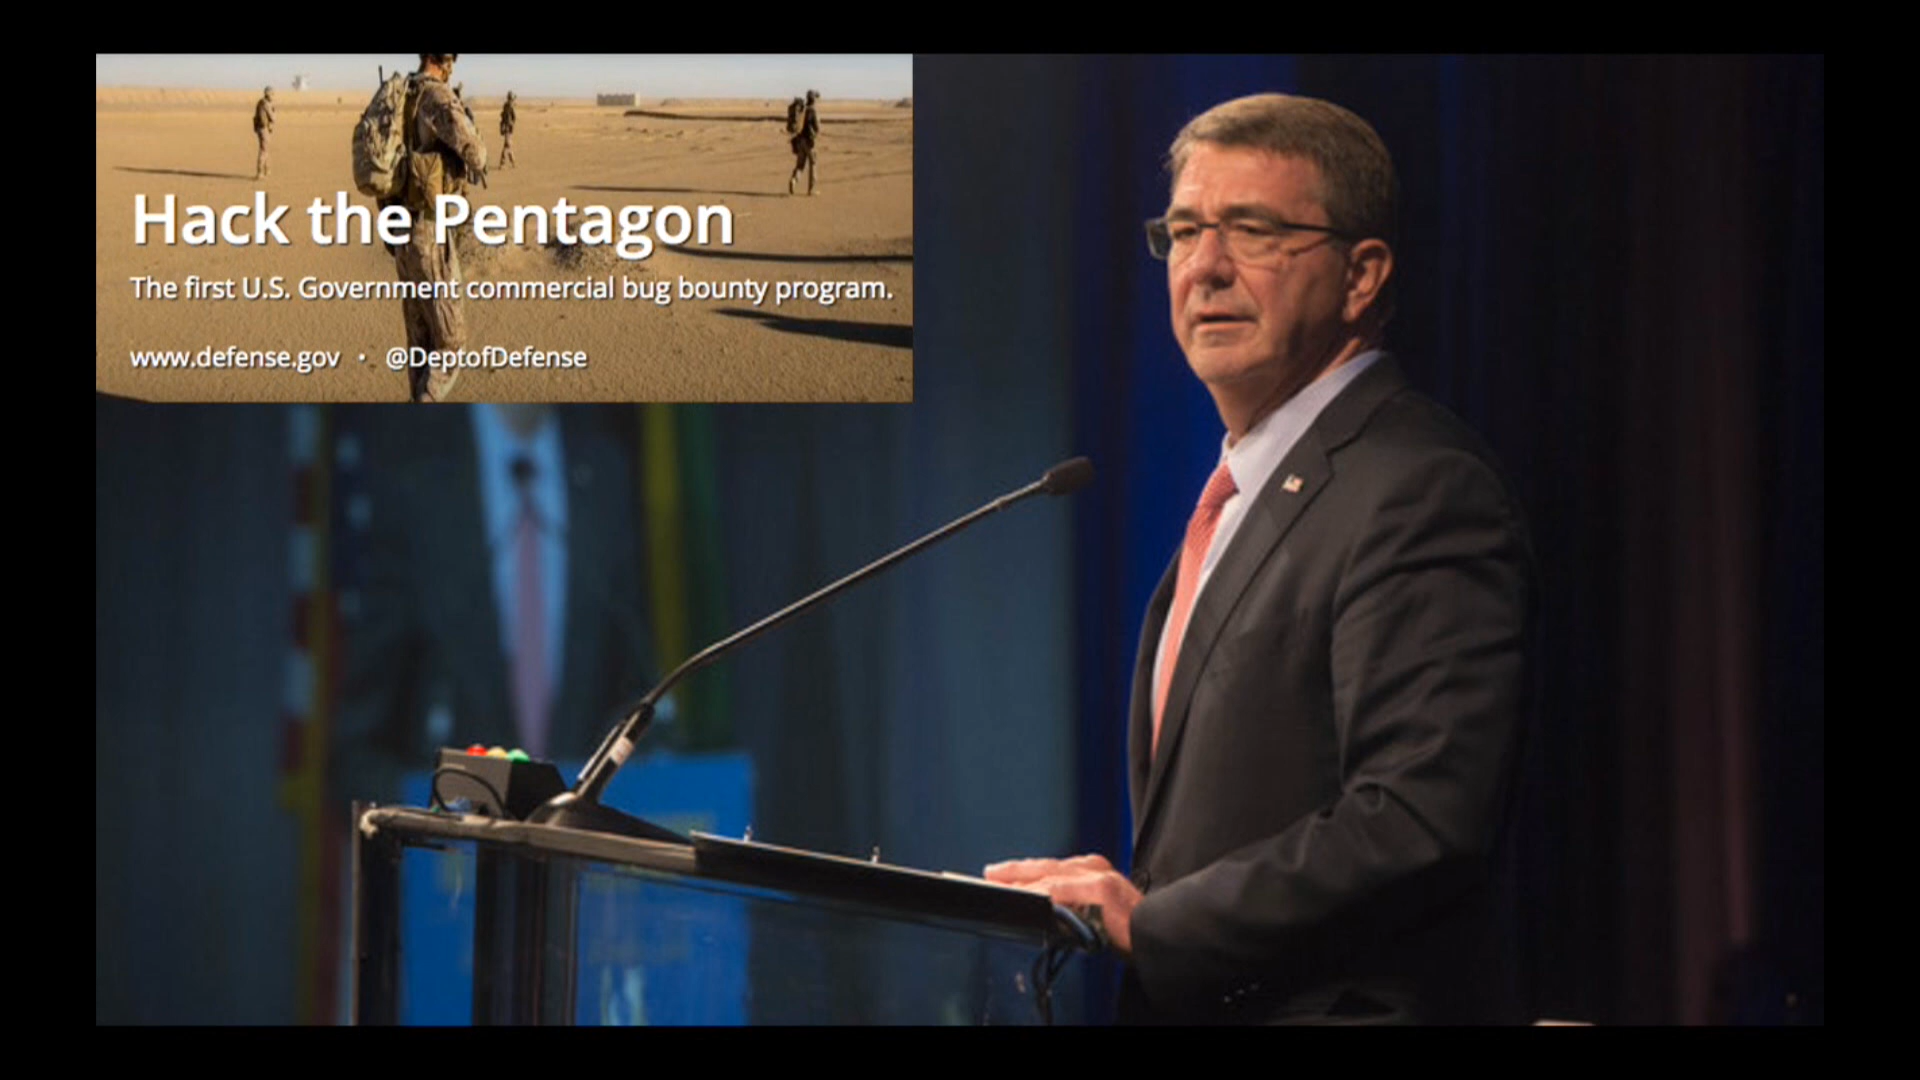 Hack the Pentagon
The first U.S. Government commercial bug bounty program.
www.defense.gov • @DeptofDefense